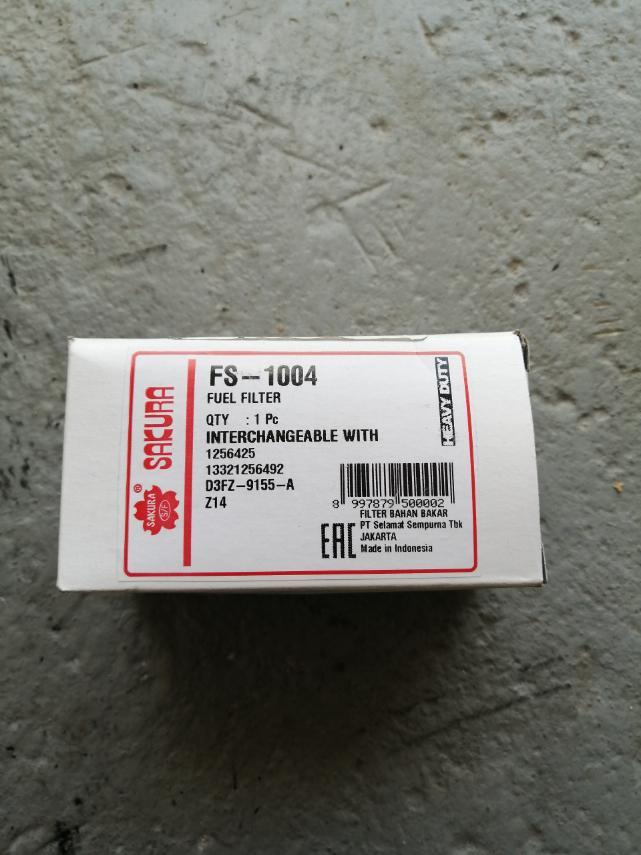 FS-1004
FUEL FILTER
QTY : 1 Pc
INTERCHANGEABLE WITH
1256425
13321256492
D3FZ-9155-A
Z14
HEAVY DUTY
SAKURA
®
SAKURA
S/F
8 997879 500002
FILTER BAHAN BAKAR
PT Selamat Sempurna Tbk
JAKARTA
Made in Indonesia
EAC